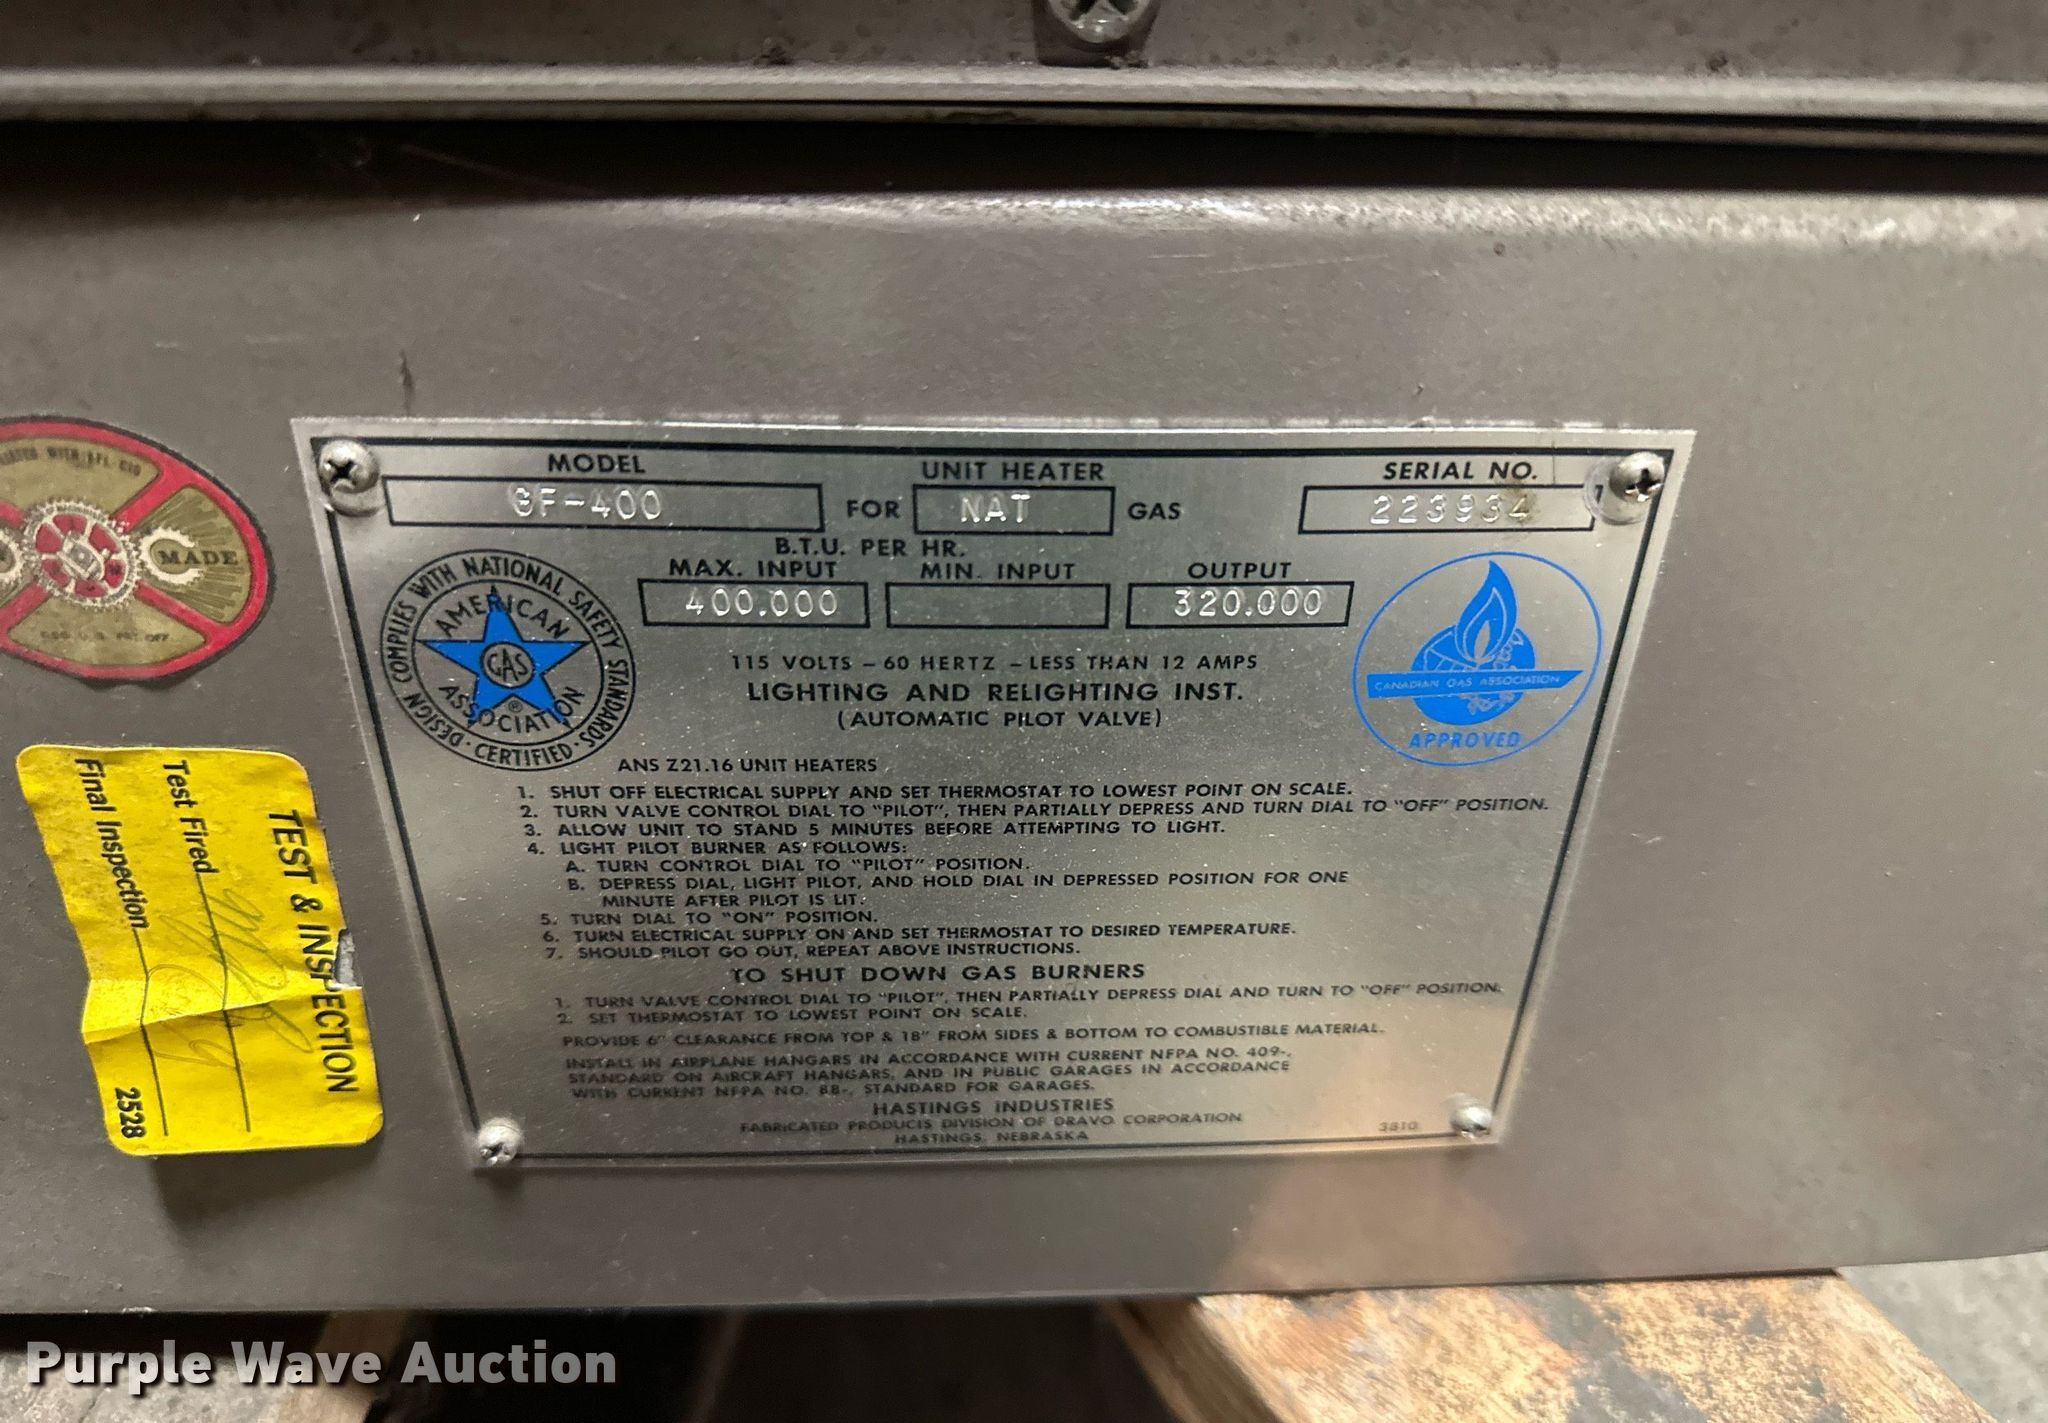 MODEL UNIT HEATER SERIAL NO.
GF-400 FOR NAT GAS 223934
B.T.U. PER HR.
MAX. INPUT MIN. INPUT OUTPUT
400.000 320.000
DESIGN COMPLIES WITH NATIONAL SAFETY STANDARDS · CERTIFIED ·
AMERICAN
GAS
ASSOCIATION
®
CANADIAN GAS ASSOCIATION
APPROVED
115 VOLTS – 60 HERTZ – LESS THAN 12 AMPS
LIGHTING AND RELIGHTING INST.
(AUTOMATIC PILOT VALVE)
ANS Z21.16 UNIT HEATERS
1. SHUT OFF ELECTRICAL SUPPLY AND SET THERMOSTAT TO LOWEST POINT ON SCALE.
2. TURN VALVE CONTROL DIAL TO "PILOT", THEN PARTIALLY DEPRESS AND TURN DIAL TO "OFF" POSITION.
3. ALLOW UNIT TO STAND 5 MINUTES BEFORE ATTEMPTING TO LIGHT.
4. LIGHT PILOT BURNER AS FOLLOWS:
A. TURN CONTROL DIAL TO "PILOT" POSITION.
B. DEPRESS DIAL, LIGHT PILOT, AND HOLD DIAL IN DEPRESSED POSITION FOR ONE
MINUTE AFTER PILOT IS LIT.
5. TURN DIAL TO "ON" POSITION.
6. TURN ELECTRICAL SUPPLY ON AND SET THERMOSTAT TO DESIRED TEMPERATURE.
7. SHOULD PILOT GO OUT, REPEAT ABOVE INSTRUCTIONS.
TO SHUT DOWN GAS BURNERS
1. TURN VALVE CONTROL DIAL TO "PILOT", THEN PARTIALLY DEPRESS DIAL AND TURN TO "OFF" POSITION.
2. SET THERMOSTAT TO LOWEST POINT ON SCALE.
PROVIDE 6" CLEARANCE FROM TOP & 18" FROM SIDES & BOTTOM TO COMBUSTIBLE MATERIAL.
INSTALL IN AIRPLANE HANGARS IN ACCORDANCE WITH CURRENT NFPA NO. 409-,
STANDARD ON AIRCRAFT HANGARS, AND IN PUBLIC GARAGES IN ACCORDANCE
WITH CURRENT NFPA NO. 88-, STANDARD FOR GARAGES.
HASTINGS INDUSTRIES
FABRICATED PRODUCTS DIVISION OF DRAVO CORPORATION
HASTINGS, NEBRASKA
3810
WITH AFL-CIO
MADE
U.S. PAT. OFF.
TEST & INSPECTION
Test Fired
Final Inspection
2528
Purple Wave Auction